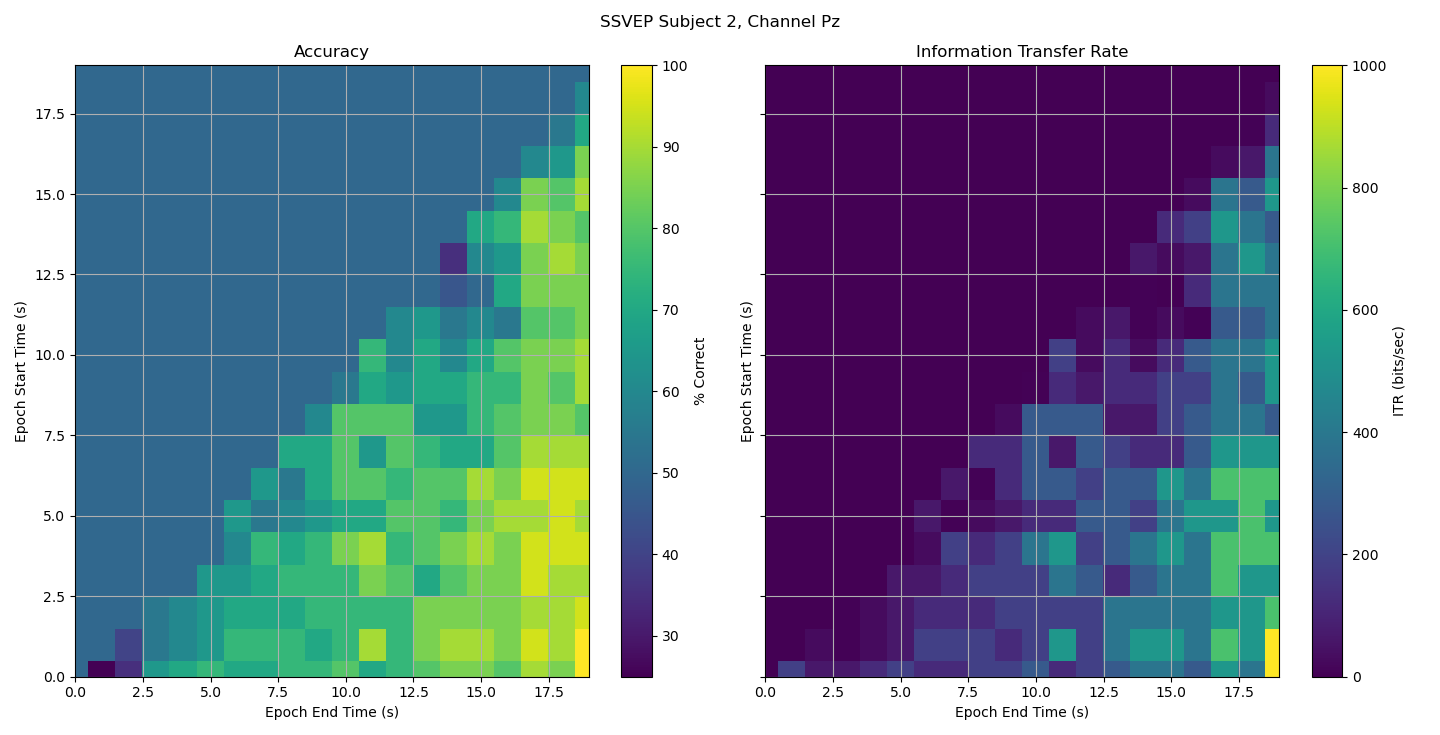 SSVEP Subject 2, Channel Pz
Accuracy
Information Transfer Rate
17.5
15.0
12.5
10.0
7.5
5.0
2.5
0.0
Epoch Start Time (s)
0.0 2.5 5.0 7.5 10.0 12.5 15.0 17.5
Epoch End Time (s)
100
90
80
70
60
50
40
30
% Correct
Epoch Start Time (s)
0.0 2.5 5.0 7.5 10.0 12.5 15.0 17.5
Epoch End Time (s)
1000
800
600
400
200
0
ITR (bits/sec)